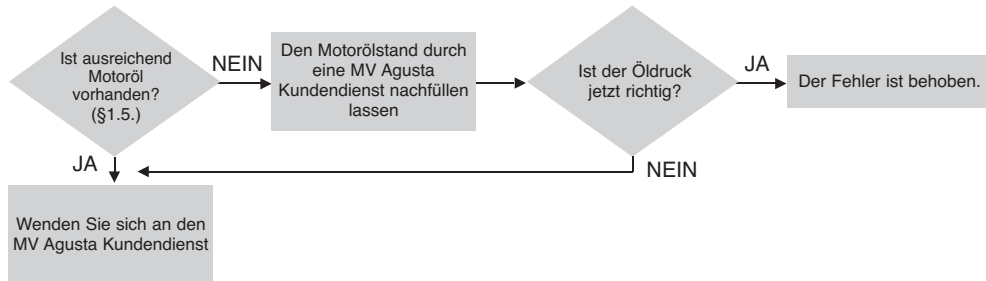 Ist ausreichend
Motoröl
vorhanden?
(§1.5.)
NEIN
Den Motorölstand durch
eine MV Agusta
Kundendienst nachfüllen
lassen
Ist der Öldruck
jetzt richtig?
JA
Der Fehler ist behoben.
JA
NEIN
Wenden Sie sich an den
MV Agusta Kundendienst